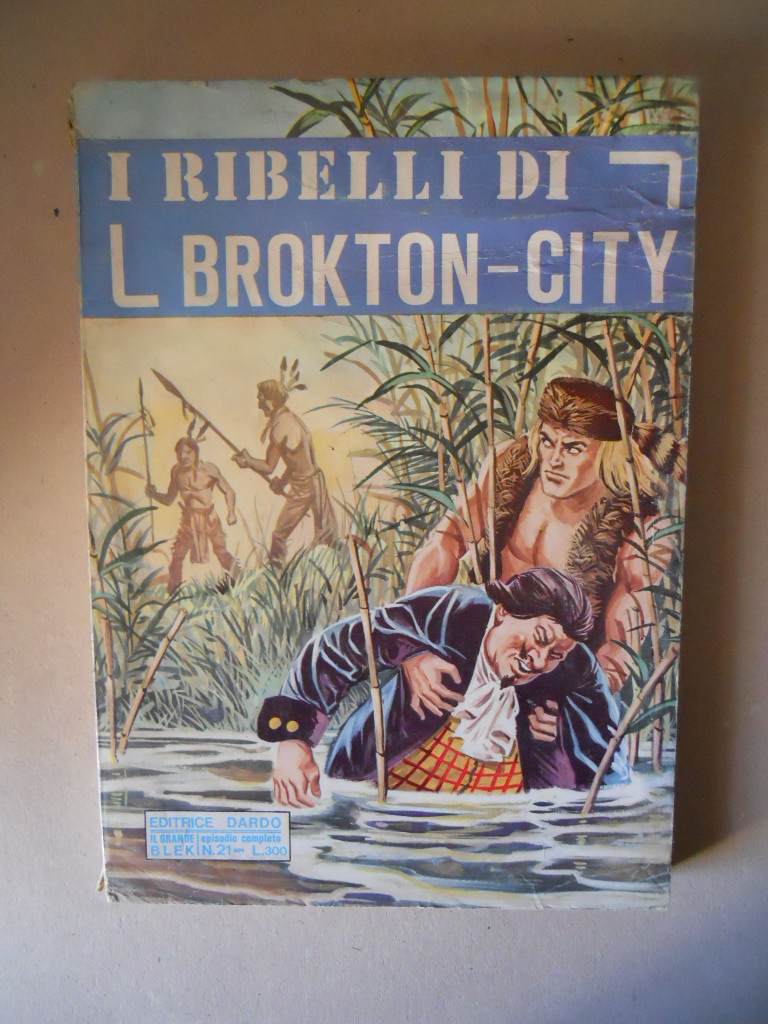 I RIBELLI DI
BROKTON-CITY
EDITRICE DARDO
IL GRANDE episodio completo
BLEK N.21 - L.300